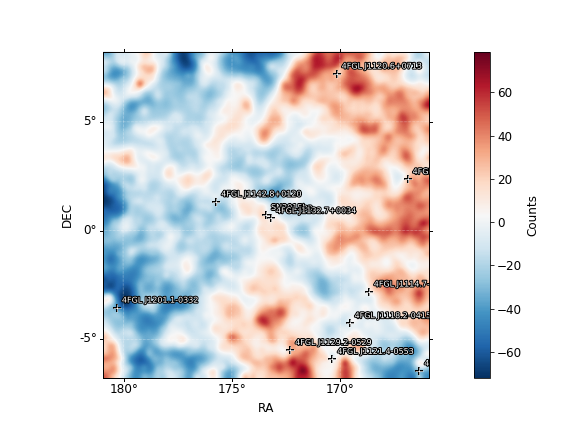 4FGL J1120.6+0713
4FGL J1142.8+0120
4FGL J1132.7+0034
4FGL J1114.7-
4FGL J1201.1-0332
4FGL J1118.2-0415
4FGL J1129.2-0529
4FGL J1121.4-0553
5°
0°
-5°
180°
175°
170°
RA
DEC
60
40
20
0
−20
−40
−60
Counts